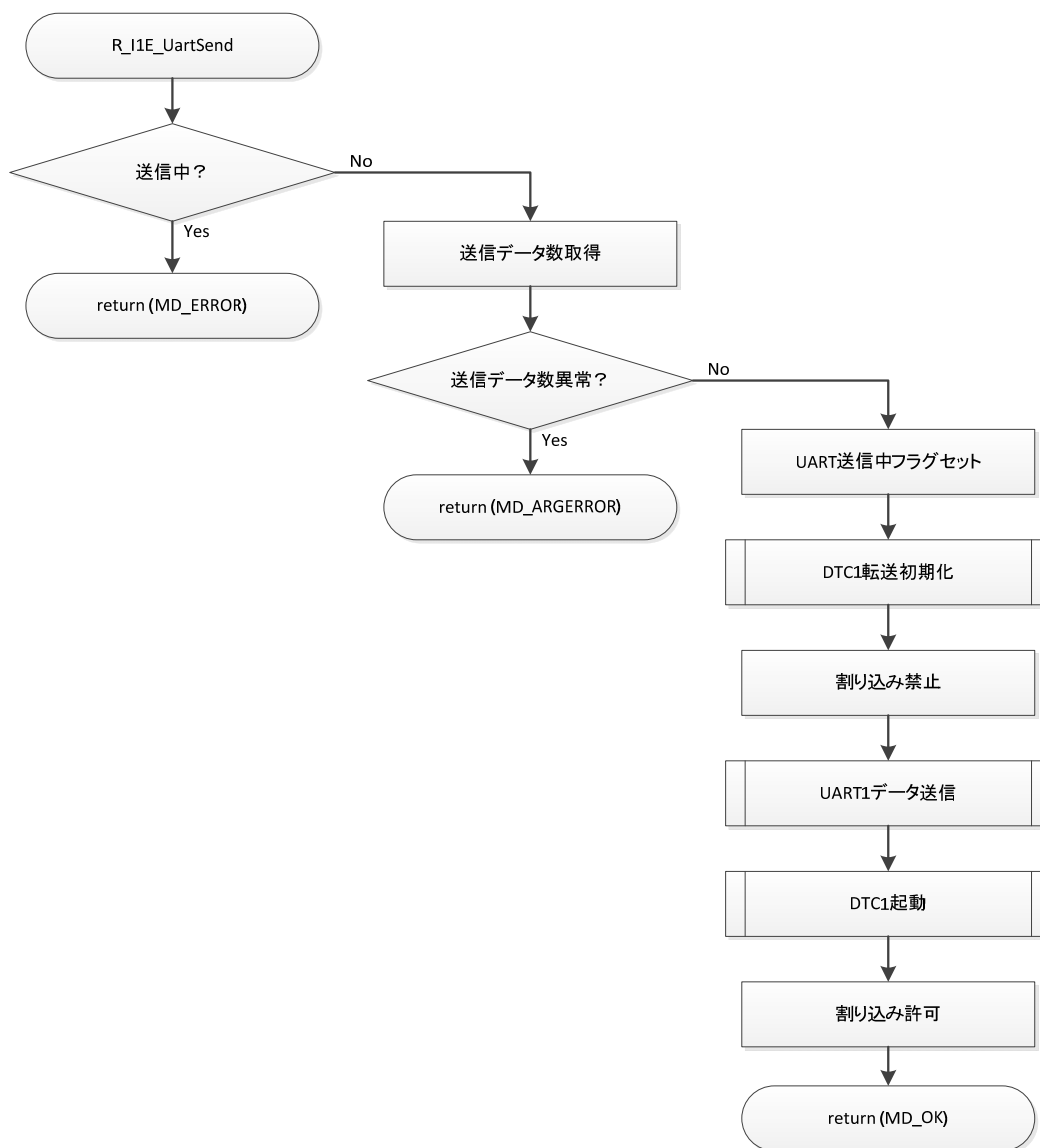 R_I1E_UartSend
送信中？
No
Yes
return (MD_ERROR)
送信データ数取得
送信データ数異常？
No
Yes
return (MD_ARGERROR)
UART送信中フラグセット
DTC1転送初期化
割り込み禁止
UART1データ送信
DTC1起動
割り込み許可
return (MD_OK)